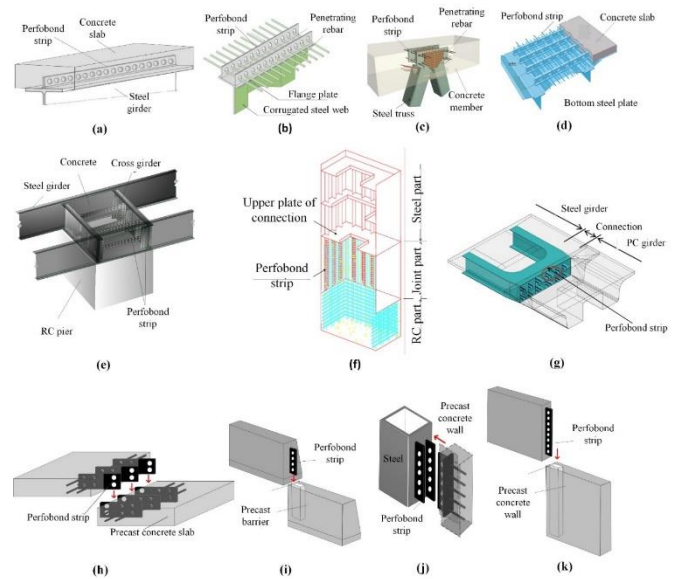 Concrete
slab
Perfobond
strip
Steel
girder
(a)
Perfobond
strip
Penetrating
rebar
Flange plate
Corrugated steel web
(b)
Perfobond
strip
Penetrating
rebar
Steel truss
Concrete
member
(c)
Perfobond strip
Concrete slab
Bottom steel plate
(d)
Concrete
Cross girder
Steel girder
RC pier
Perfobond
strip
(e)
Upper plate of
connection
Perfobond
strip
Steel part
Joint part
RC part
(f)
Steel girder
Connection
PC girder
Perfobond strip
(g)
Perfobond strip
Precast concrete slab
(h)
Perfobond
strip
Precast
barrier
(i)
Precast
concrete
wall
Steel
Perfobond
strip
(j)
Perfobond
strip
Precast
concrete
wall
(k)